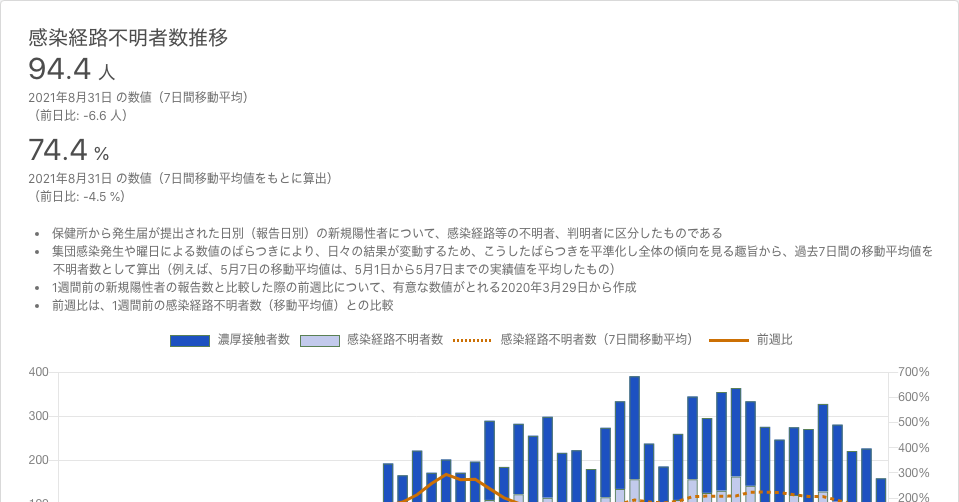 感染経路不明者数推移
94.4 人
2021年8月31日 の数値（7日間移動平均）
（前日比: -6.6 人）
74.4 %
2021年8月31日 の数値（7日間移動平均値をもとに算出）
（前日比: -4.5 %）
• 保健所から発生届が提出された日別（報告日別）の新規陽性者について、感染経路等の不明者、判明者に区分したものである
• 集団感染発生や曜日による数値のばらつきにより、日々の結果が変動するため、こうしたばらつきを平準化し全体の傾向を見る趣旨から、過去7日間の移動平均値を
不明者数として算出（例えば、5月7日の移動平均値は、5月1日から5月7日までの実績値を平均したもの）
• 1週間前の新規陽性者の報告数と比較した際の前週比について、有意な数値がとれる2020年3月29日から作成
• 前週比は、1週間前の感染経路不明者数（移動平均値）との比較
濃厚接触者数 感染経路不明者数 感染経路不明者数（7日間移動平均） 前週比
400 700%
600%
300 500%
400%
200
300%
100 200%